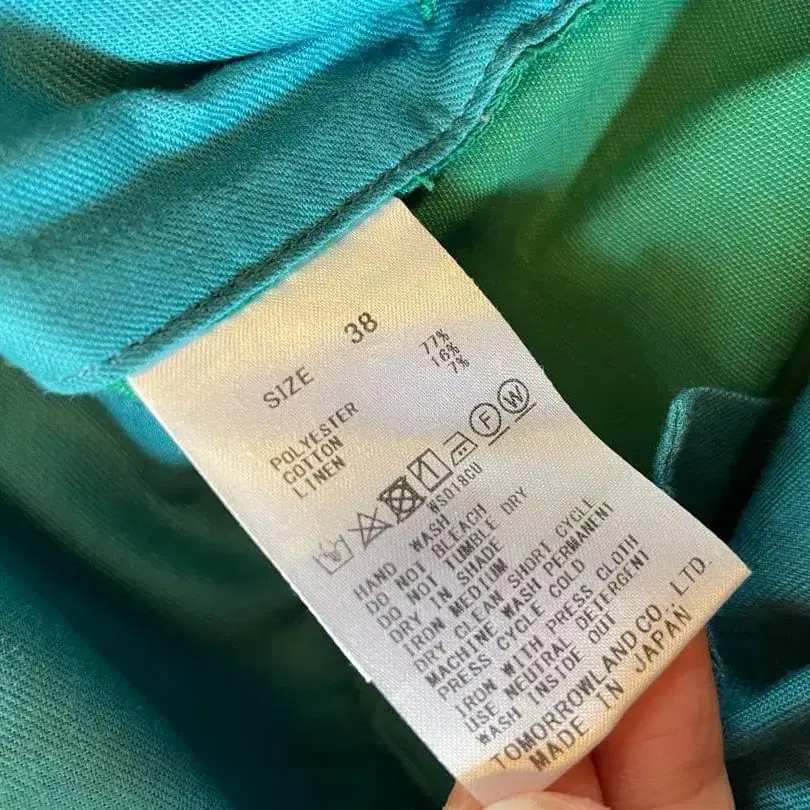 SIZE 38
POLYESTER 77%
COTTON 16%
LINEN 7%
F W
WS018CU
HAND WASH
DO NOT BLEACH
DO NOT TUMBLE DRY
DRY IN SHADE
IRON MEDIUM
DRY CLEAN SHORT CYCLE
MACHINE WASH PERMANENT
PRESS CYCLE COLD
IRON WITH PRESS CLOTH
USE NEUTRAL DETERGENT
WASH INSIDE OUT
TOMORROWLAND CO., LTD.
MADE IN JAPAN